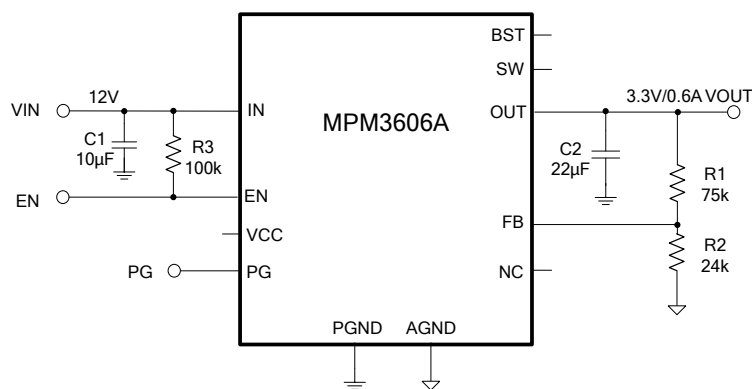 BST
SW
12V
3.3V/0.6A VOUT
VIN
IN
MPM3606A
OUT
C1
10μF
R3
100k
C2
22μF
R1
75k
EN
EN
FB
VCC
R2
24k
PG
PG
NC
PGND
AGND